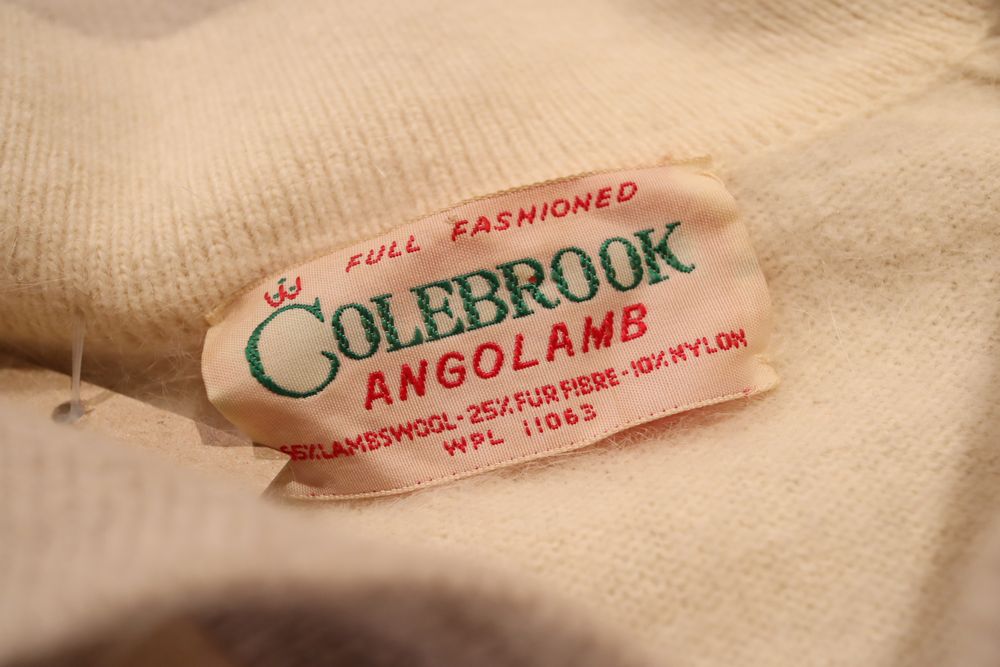 FULL FASHIONED
COLEBROOK
ANGOLAMB
65% LAMBSWOOL - 25% FUR FIBRE - 10% NYLON
WPL 11063